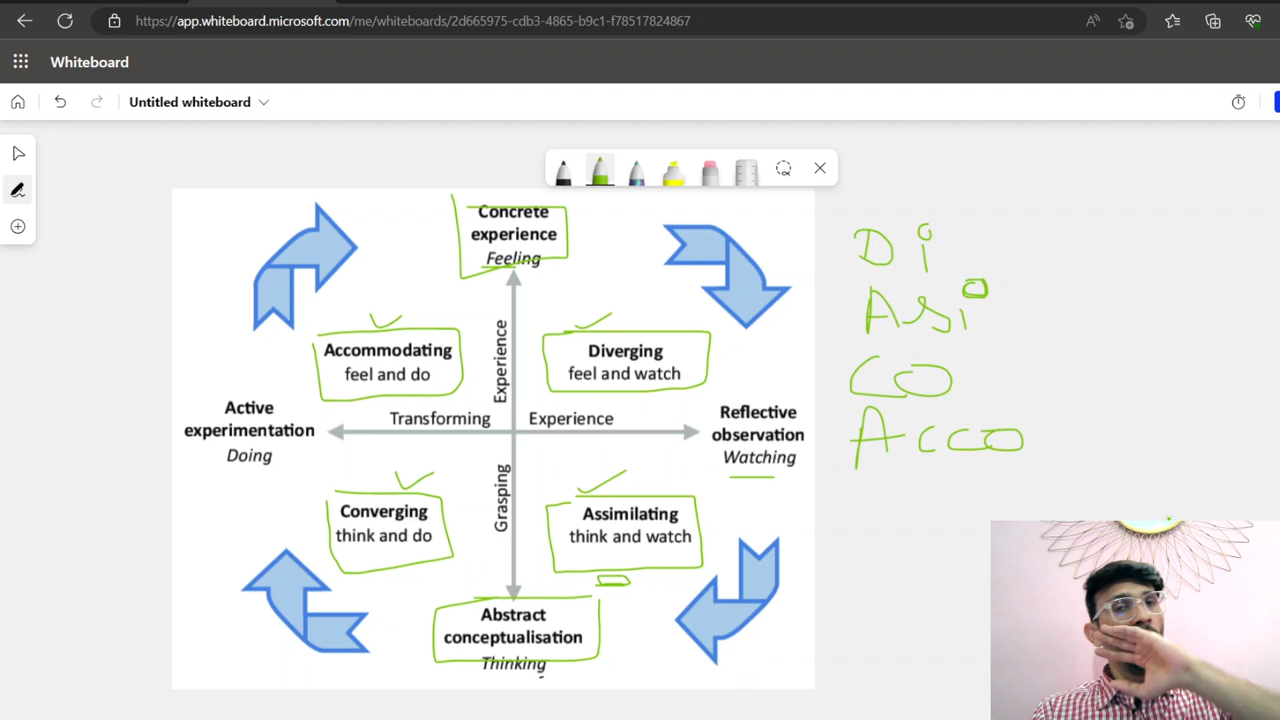 https://app.whiteboard.microsoft.com/me/whiteboards/2d665975-cdb3-4865-b9c1-f78517824867
Whiteboard
Untitled whiteboard
Concrete
experience
Feeling
Accommodating
feel and do
Diverging
feel and watch
Experience
Active
experimentation
Doing
Transforming
Experience
Reflective
observation
Watching
Grasping
Converging
think and do
Assimilating
think and watch
Abstract
conceptualisation
Thinking
Di
Asi
CO
Acco